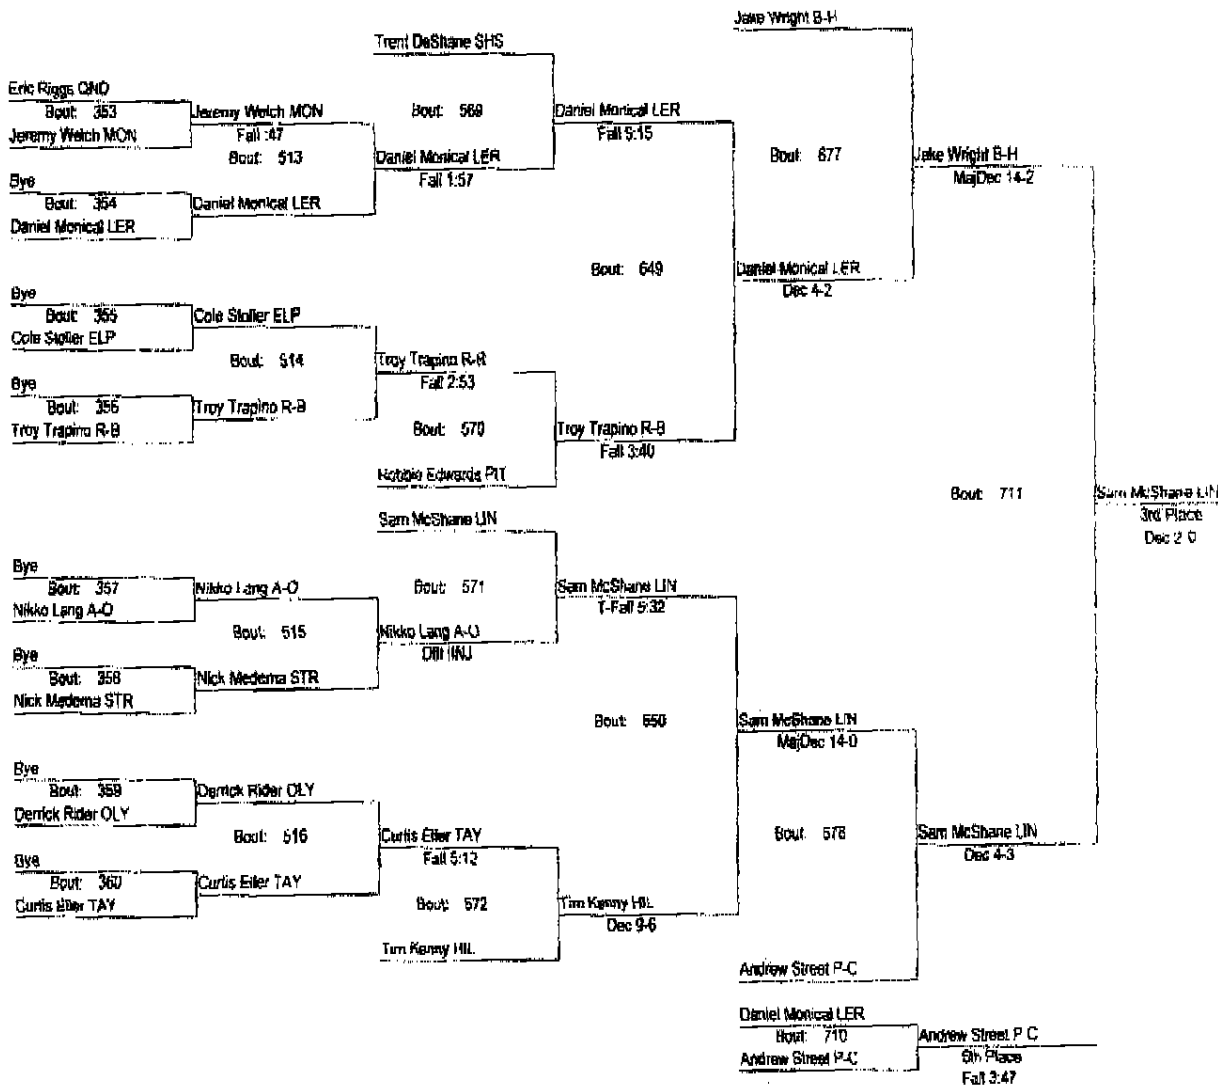 Jake Wright B-H
Trent DeShane SHS
Eric Riggs QND
Bout: 353
Jeremy Welch MON
Jeremy Welch MON
Fall :47
Bout: 513
Bout: 569
Daniel Monical LER
Fall 5:15
Bout: 677
Jake Wright B-H
MajDec 14-2
Daniel Monical LER
Fall 1:57
Bye
Bout: 354
Daniel Monical LER
Daniel Monical LER
Bout: 649
Daniel Monical LER
Dec 4-2
Bye
Bout: 355
Cole Stoller ELP
Cole Stoller ELP
Bout: 514
Troy Trapino R-B
Fall 2:53
Bye
Bout: 356
Troy Trapino R-B
Troy Trapino R-B
Bout: 570
Troy Trapino R-B
Fall 3:40
Robbie Edwards PIT
Bout: 711
Sam McShane LIN
3rd Place
Dec 2-0
Sam McShane LIN
Bye
Bout: 357
Nikko Lang A-O
Nikko Lang A-O
Bout: 571
Sam McShane LIN
T-Fall 5:32
Bout: 515
Nikko Lang A-O
INJ
Bye
Bout: 358
Nick Medema STR
Nick Medema STR
Bout: 650
Sam McShane LIN
MajDec 14-0
Bye
Bout: 359
Derrick Rider OLY
Derrick Rider OLY
Bout: 516
Curtis Eller TAY
Fall 5:12
Bout: 678
Sam McShane LIN
Dec 4-3
Bye
Bout: 360
Curtis Eller TAY
Curtis Eller TAY
Bout: 572
Tim Kenny HIL
Dec 9-6
Tim Kenny HIL
Andrew Street P-C
Daniel Monical LER
Bout: 710
Andrew Street P-C
Andrew Street P C
5th Place
Fall 3:47